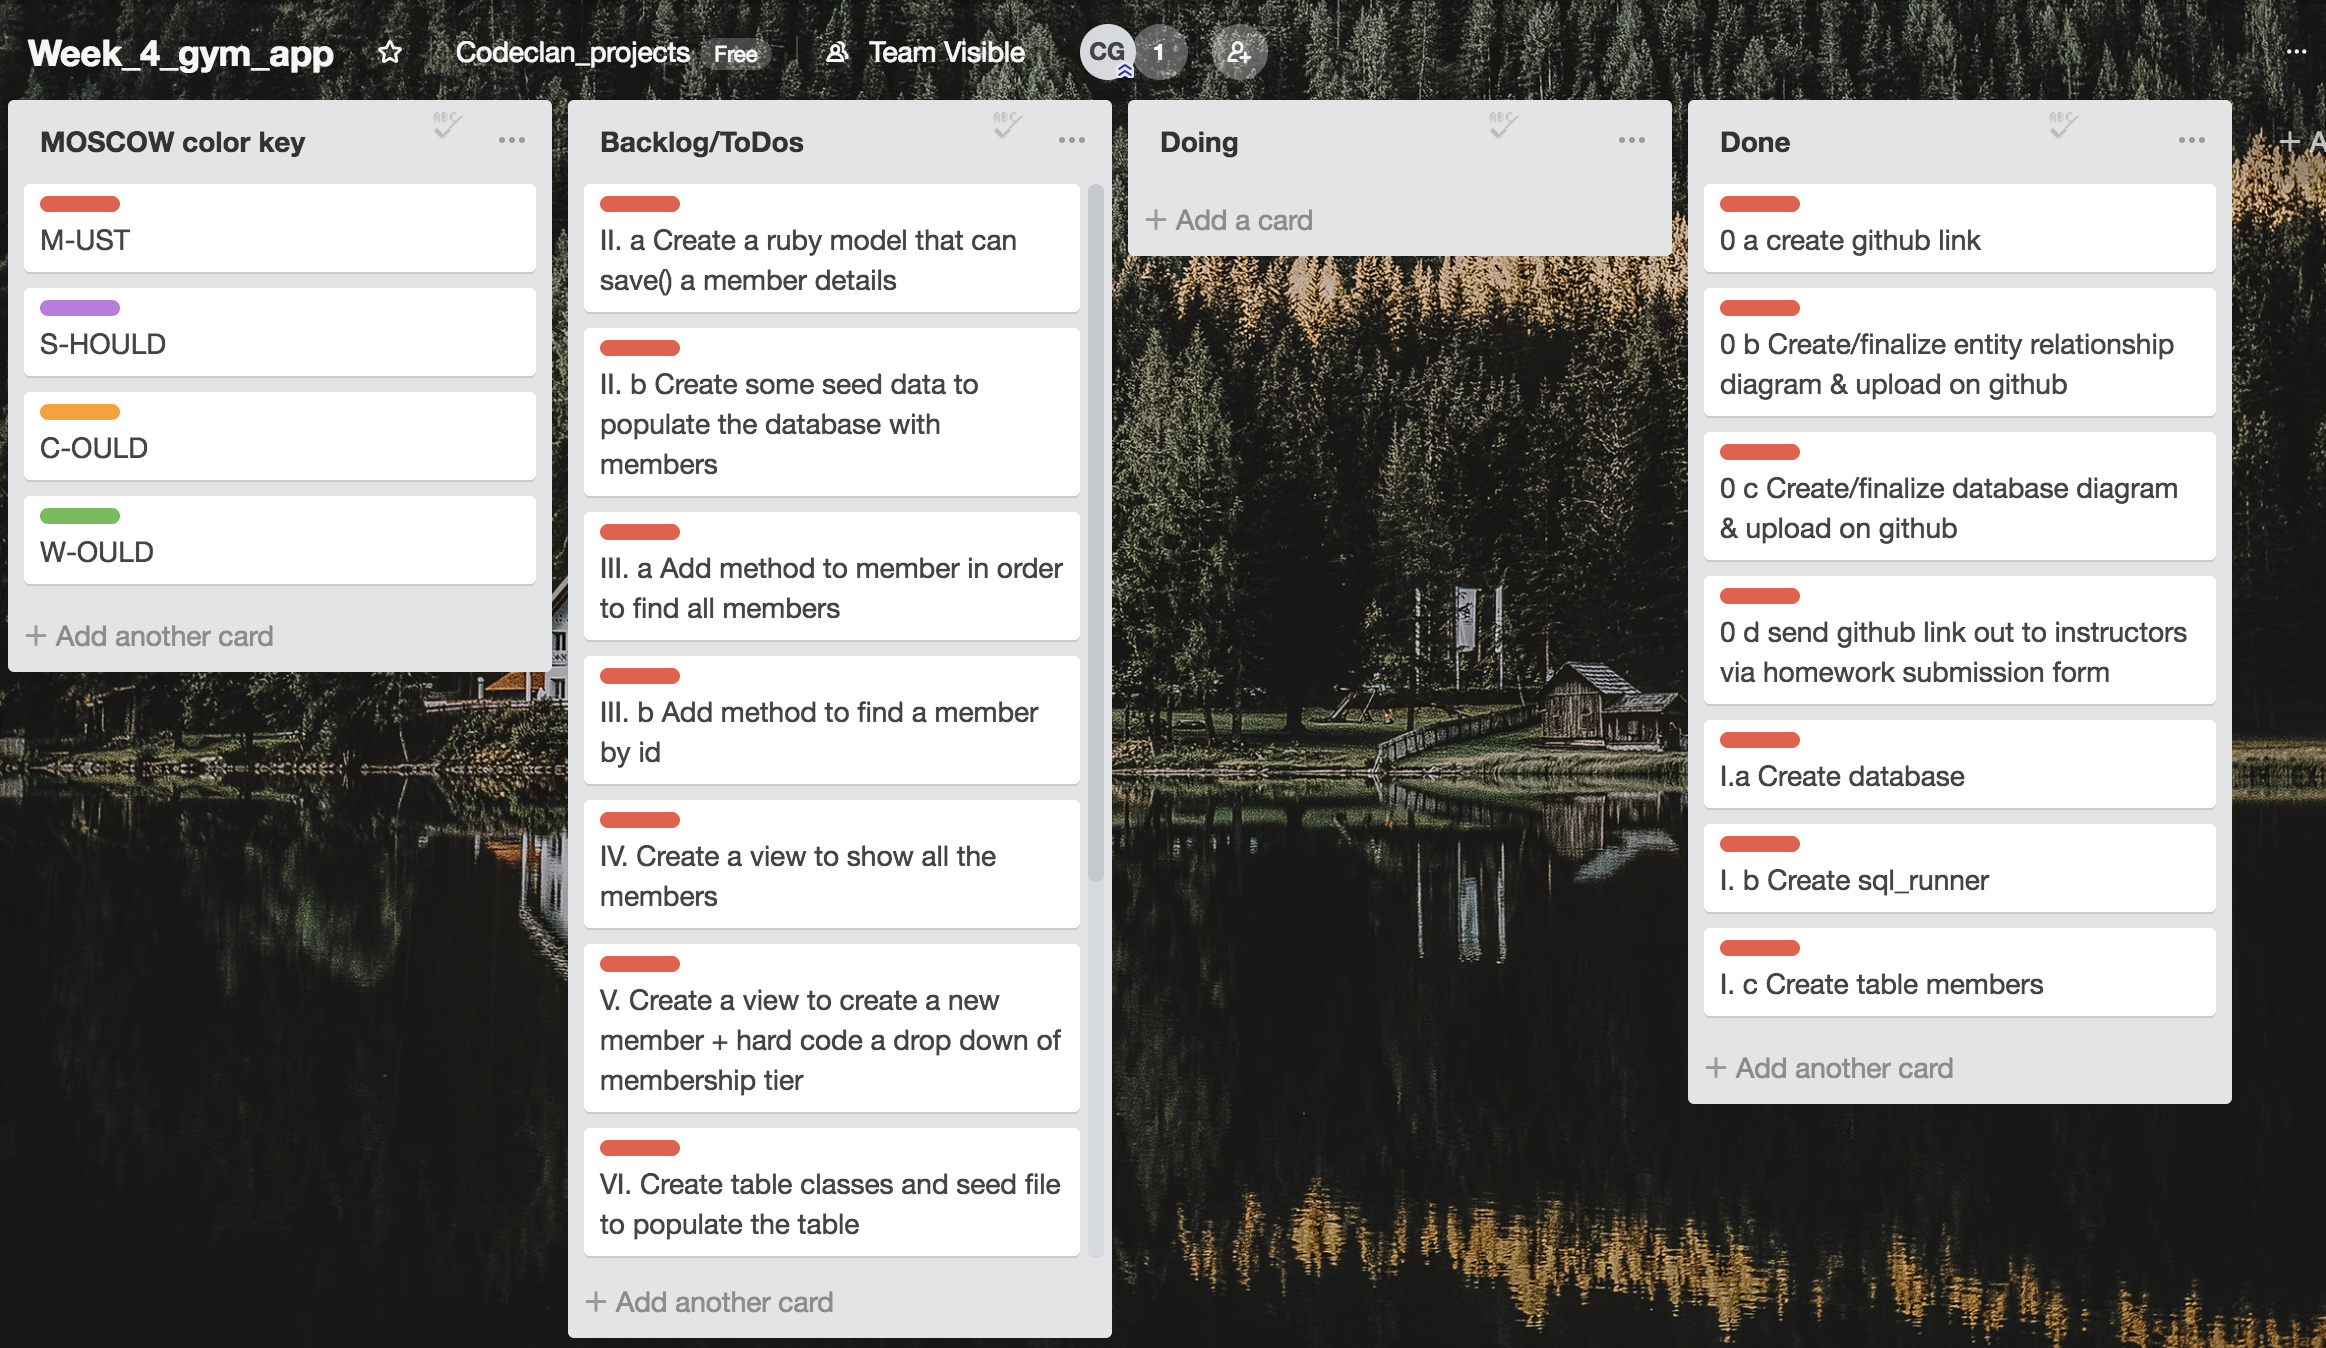 Week_4_gym_app
Codeclan_projects
Free
Team Visible
CG
1
MOSCOW color key
ABC
M-UST
S-HOULD
C-OULD
W-OULD
+ Add another card
Backlog/ToDos
ABC
II. a Create a ruby model that can
save() a member details
II. b Create some seed data to
populate the database with
members
III. a Add method to member in order
to find all members
III. b Add method to find a member
by id
IV. Create a view to show all the
members
V. Create a view to create a new
member + hard code a drop down of
membership tier
VI. Create table classes and seed file
to populate the table
+ Add another card
Doing
ABC
+ Add a card
Done
ABC
0 a create github link
0 b Create/finalize entity relationship
diagram & upload on github
0 c Create/finalize database diagram
& upload on github
0 d send github link out to instructors
via homework submission form
I.a Create database
I. b Create sql_runner
I. c Create table members
+ Add another card
+ A